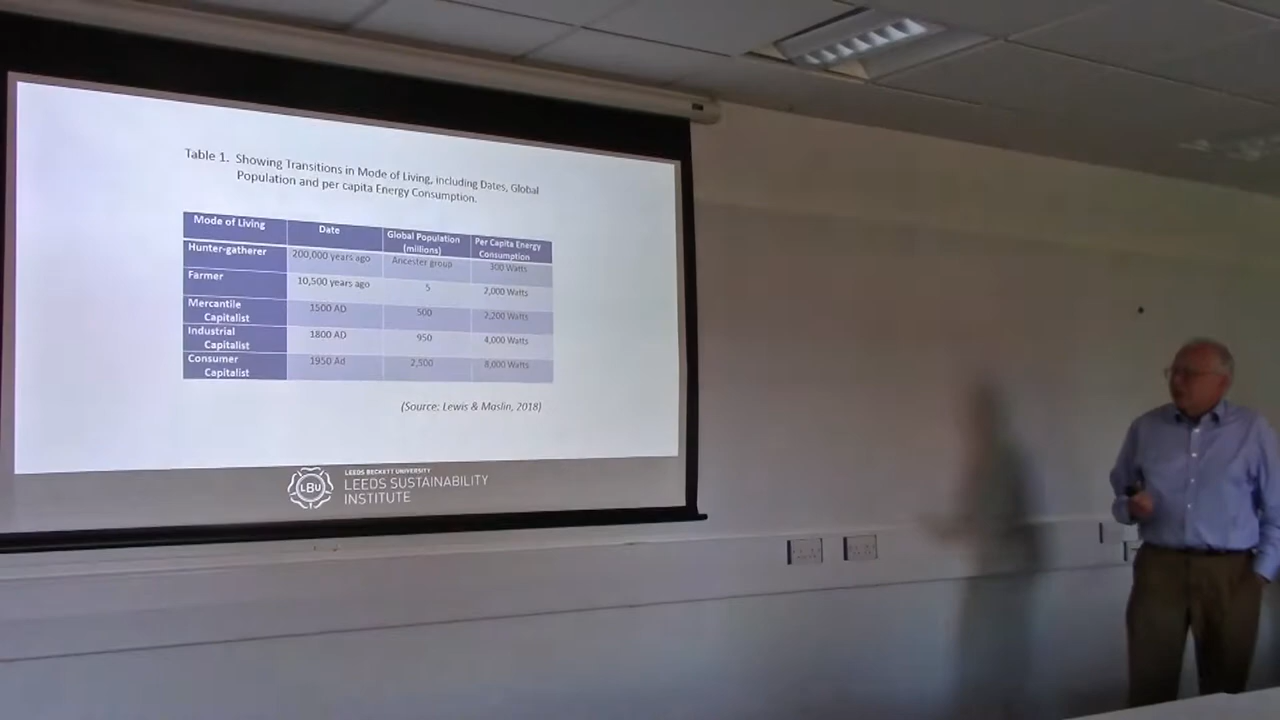 Table 1. Showing Transitions in Mode of Living, including Dates, Global
Population and per capita Energy Consumption.
Mode of Living Date Global Population (millions) Per Capita Energy Consumption
Hunter-gatherer 200,000 years ago Ancester group 300 Watts
Farmer 10,500 years ago 5 2,000 Watts
Mercantile Capitalist 1500 AD 500 2,200 Watts
Industrial Capitalist 1800 AD 950 4,000 Watts
Consumer Capitalist 1950 Ad 2,500 8,000 Watts
(Source: Lewis & Maslin, 2018)
LBU
LEEDS BECKETT UNIVERSITY
LEEDS SUSTAINABILITY
INSTITUTE